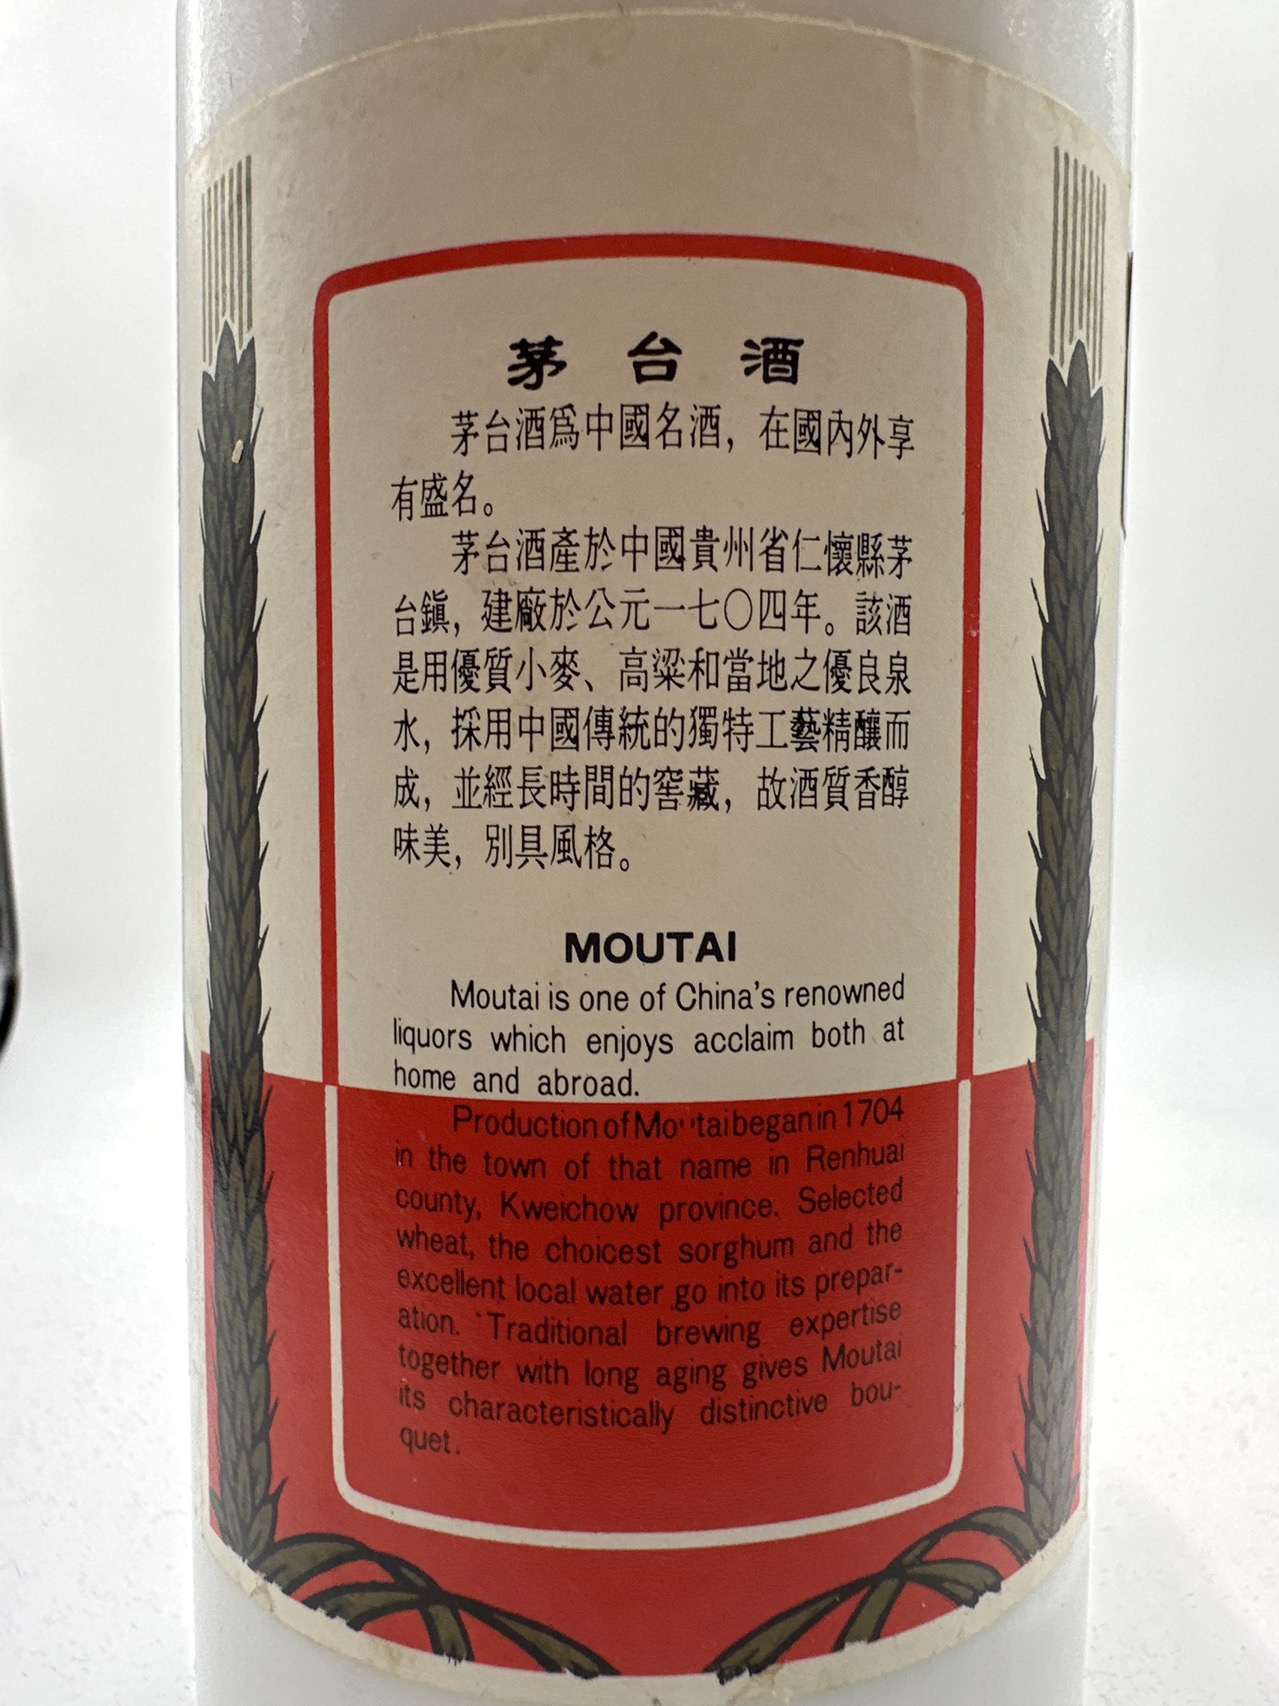 茅台酒
茅台酒爲中國名酒，在國內外享
有盛名。
茅台酒產於中國貴州省仁懷縣茅
台鎭，建廠於公元一七〇四年。該酒
是用優質小麥、高粱和當地之優良泉
水，採用中國傳統的獨特工藝精釀而
成，並經長時間的窖藏，故酒質香醇
味美，別具風格。
MOUTAI
Moutai is one of China's renowned
liquors which enjoys acclaim both at
home and abroad.
Production of Moutai began in 1704
in the town of that name in Renhuai
county, Kweichow province. Selected
wheat, the choicest sorghum and the
excellent local water go into its prepar-
ation. Traditional brewing expertise
together with long aging gives Moutai
its characteristically distinctive bou-
quet.